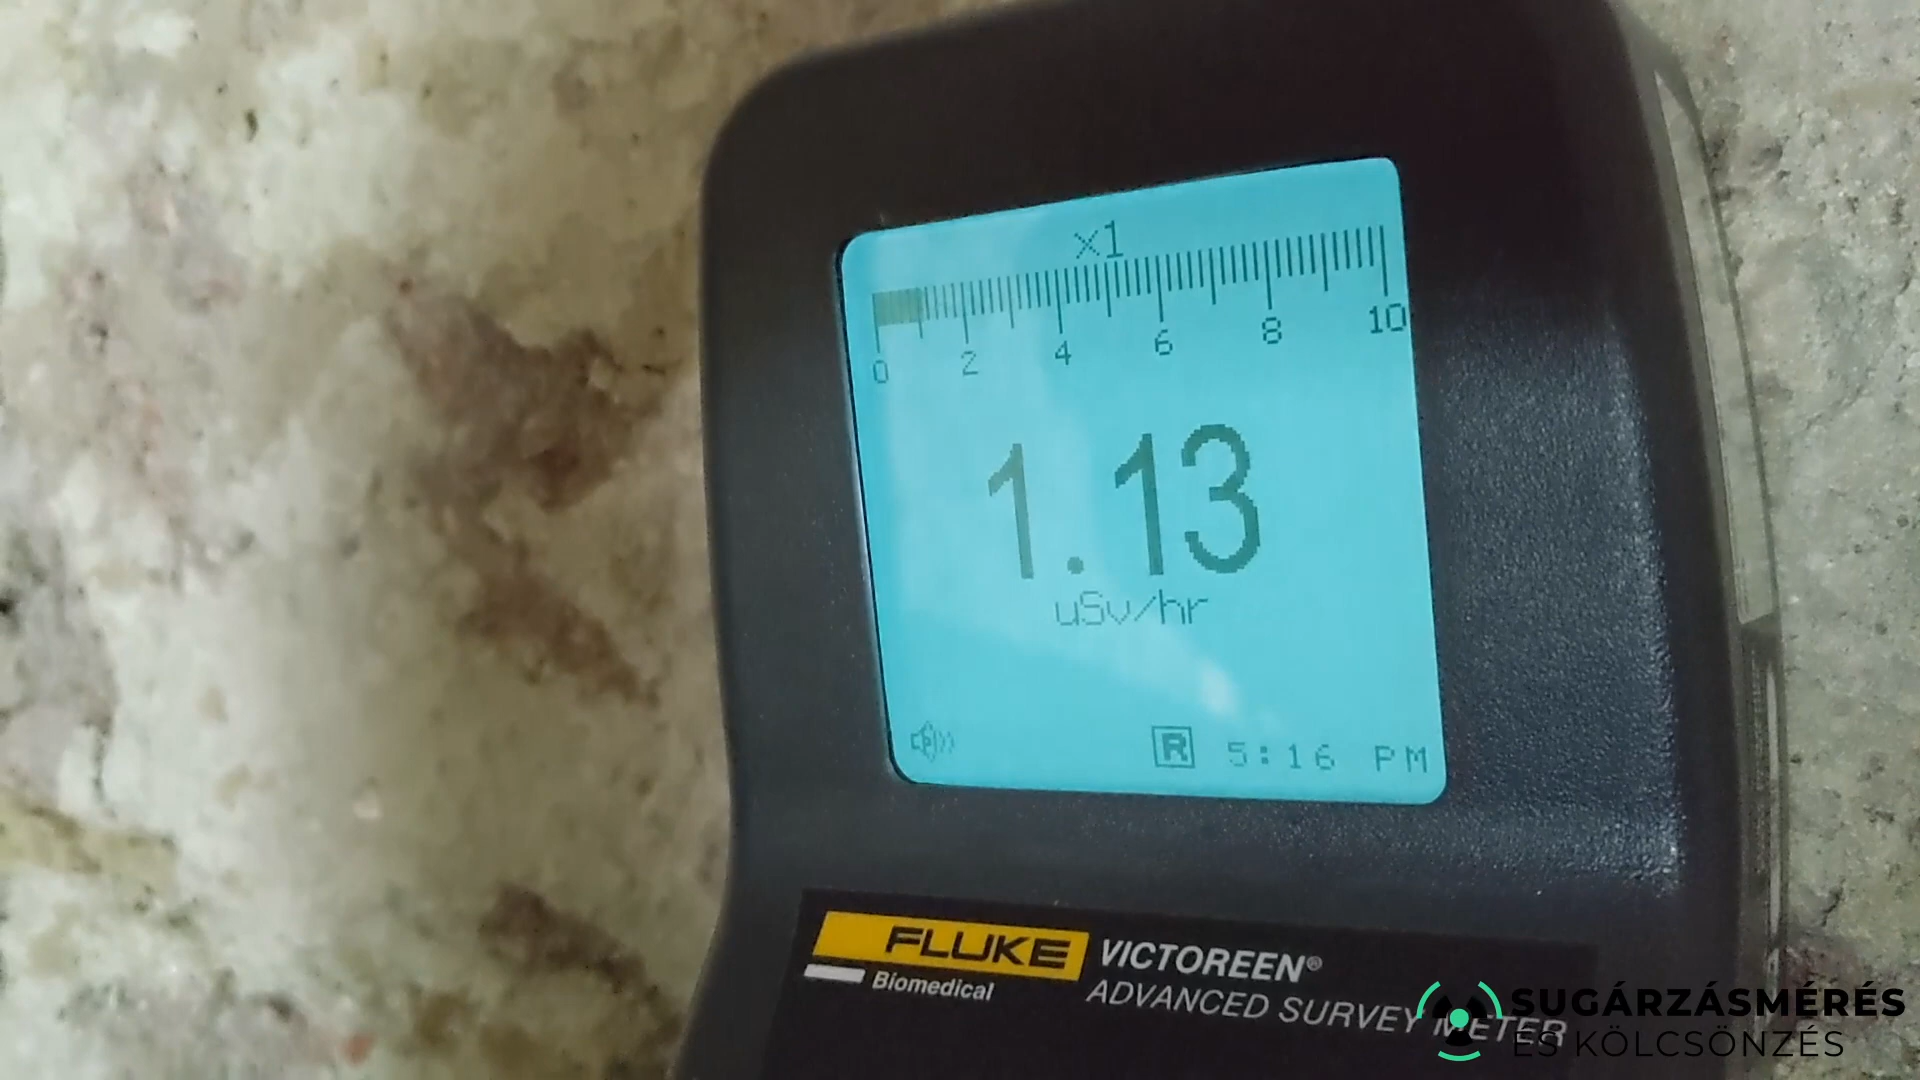 x1
0 2 4 6 8 10
1.13
uSv/hr
R 5:16 PM
FLUKE
Biomedical
VICTOREEN®
ADVANCED SURVEY METER
SUGÁRZÁSMÉRÉS
ÉS KÖLCSÖNZÉS